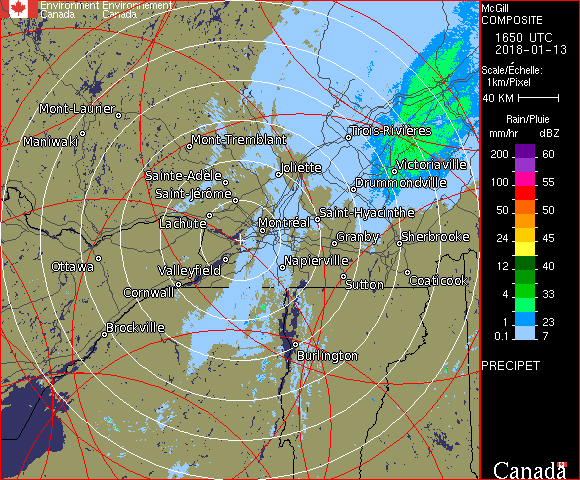 Environment Environnement
Canada Canada
McGill
COMPOSITE
1650 UTC
2018-01-13
Scale/Échelle:
1km/Pixel
40 KM
Rain/Pluie
mm/hr dBZ
200 60
150 57
100 55
50 50
24 45
12 40
4 33
1 23
0.1 7
PRECIPET
Canada
Mont-Laurier
Maniwaki
Mont-Tremblant
Trois-Rivières
Joliette
Victoriaville
Sainte-Adèle
Drummondville
Saint-Jérôme
Lachute
Saint-Hyacinthe
Montréal
Granby
Sherbrooke
Ottawa
Valleyfield
Napierville
Cornwall
Sutton
Coaticook
Brockville
Burlington